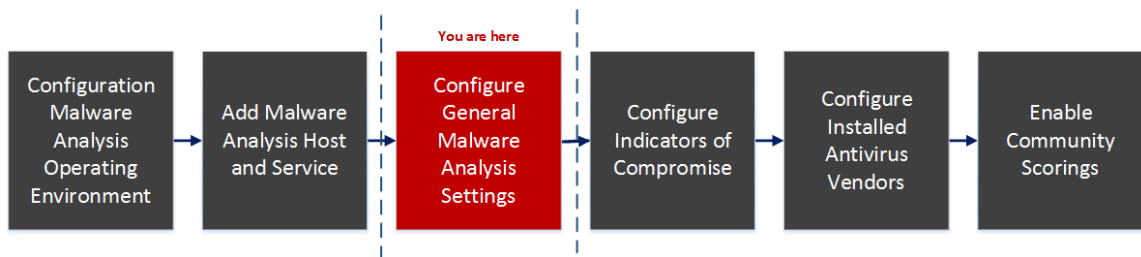 You are here
Configuration
Malware
Analysis
Operating
Environment
Add Malware
Analysis Host
and Service
Configure
General
Malware
Analysis
Settings
Configure
Indicators of
Compromise
Configure
Installed
Antivirus
Vendors
Enable
Community
Scorings